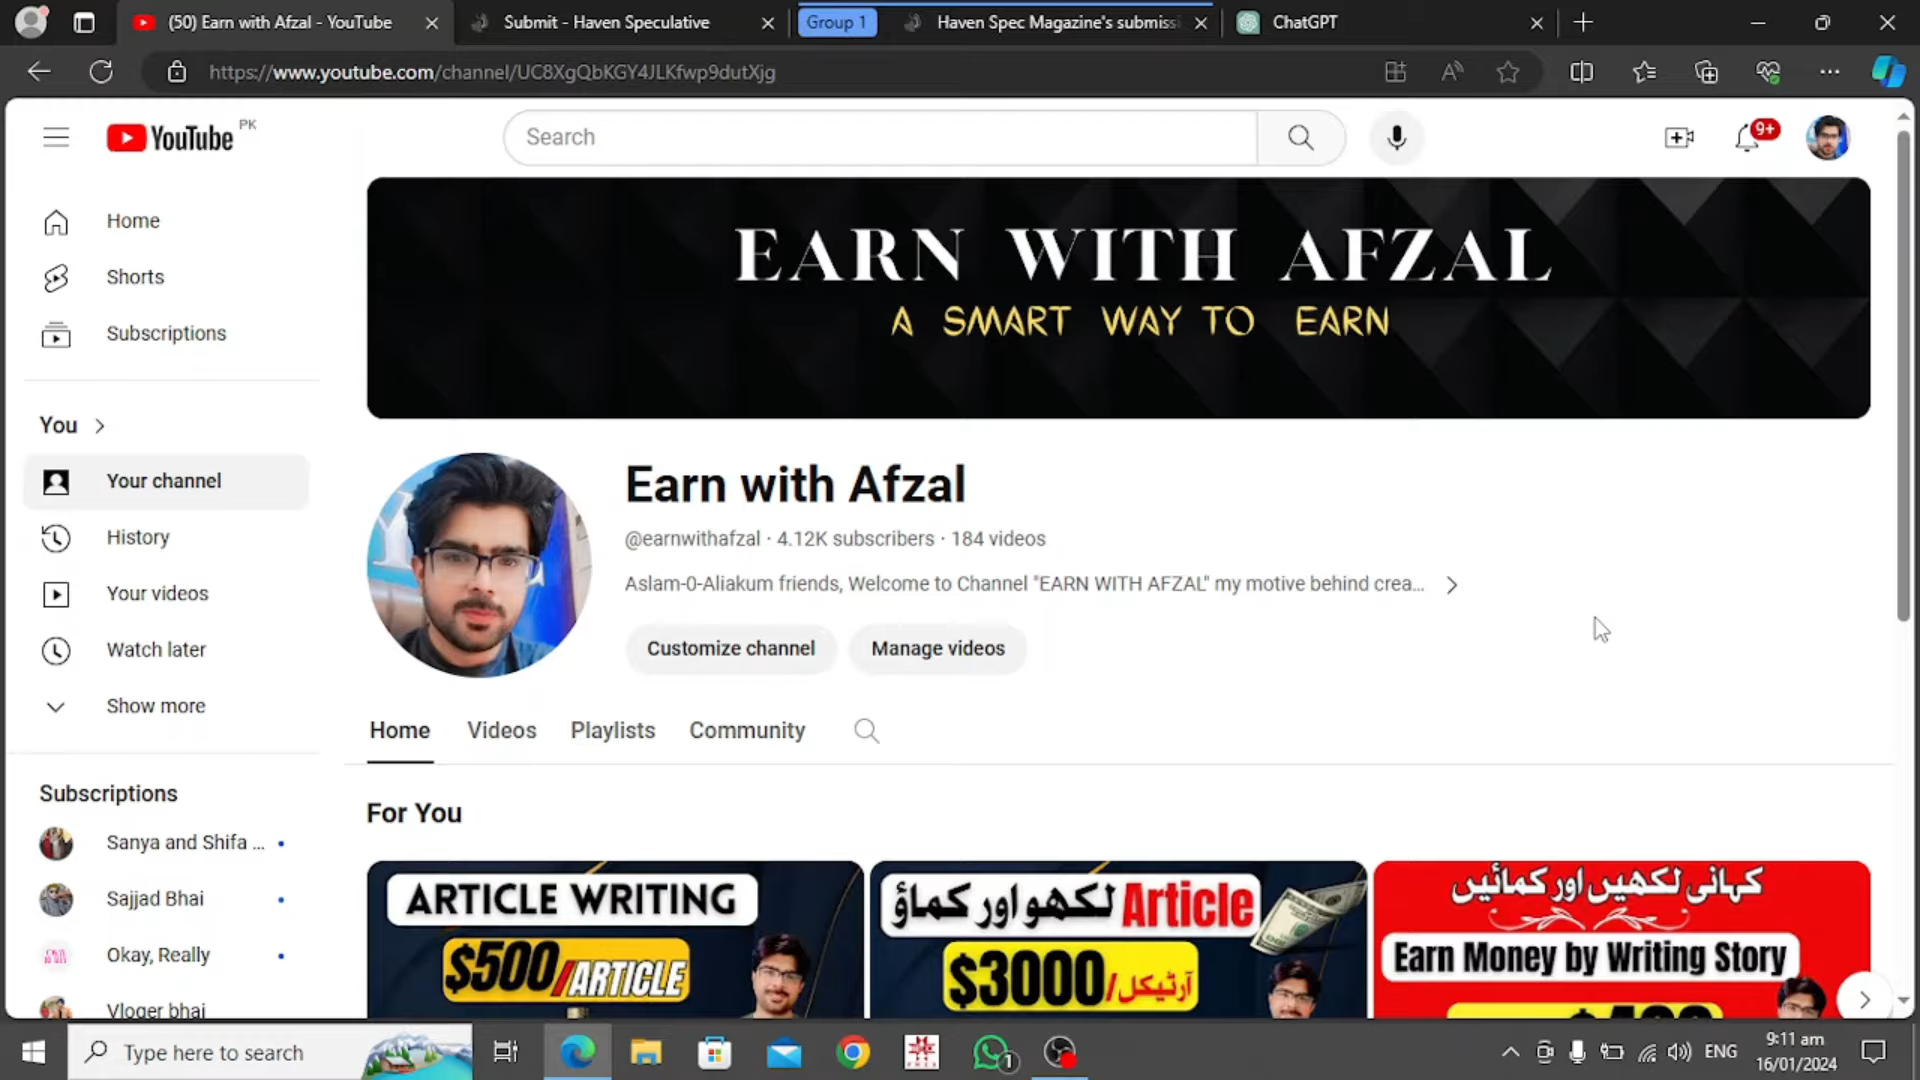 (50) Earn with Afzal - YouTube
Submit - Haven Speculative
Group 1
Haven Spec Magazine's submiss
ChatGPT
https://www.youtube.com/channel/UC8XgQbKGY4JLKfwp9dutXjg
YouTube PK
Search
9+
Home
Shorts
Subscriptions
You
Your channel
History
Your videos
Watch later
Show more
Subscriptions
Sanya and Shifa ...
Sajjad Bhai
Okay, Really
Vloger bhai
EARN WITH AFZAL
A SMART WAY TO EARN
Earn with Afzal
@earnwithafzal · 4.12K subscribers · 184 videos
Aslam-0-Aliakum friends, Welcome to Channel "EARN WITH AFZAL" my motive behind crea...
Customize channel
Manage videos
Home
Videos
Playlists
Community
For You
ARTICLE WRITING
$500/ARTICLE
Article لکھو اور کماؤ
$3000/آرٹیکل
کہانی لکھیں اور کمائیں
Earn Money by Writing Story
Type here to search
1
ENG
9:11 am
16/01/2024